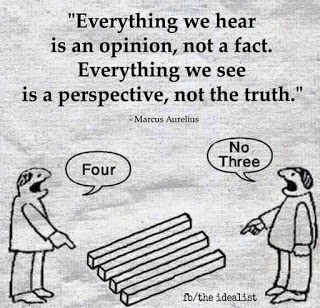 "Everything we hear
is an opinion, not a fact.
Everything we see
is a perspective, not the truth."
- Marcus Aurelius
Four
No
Three
fb/the idealist